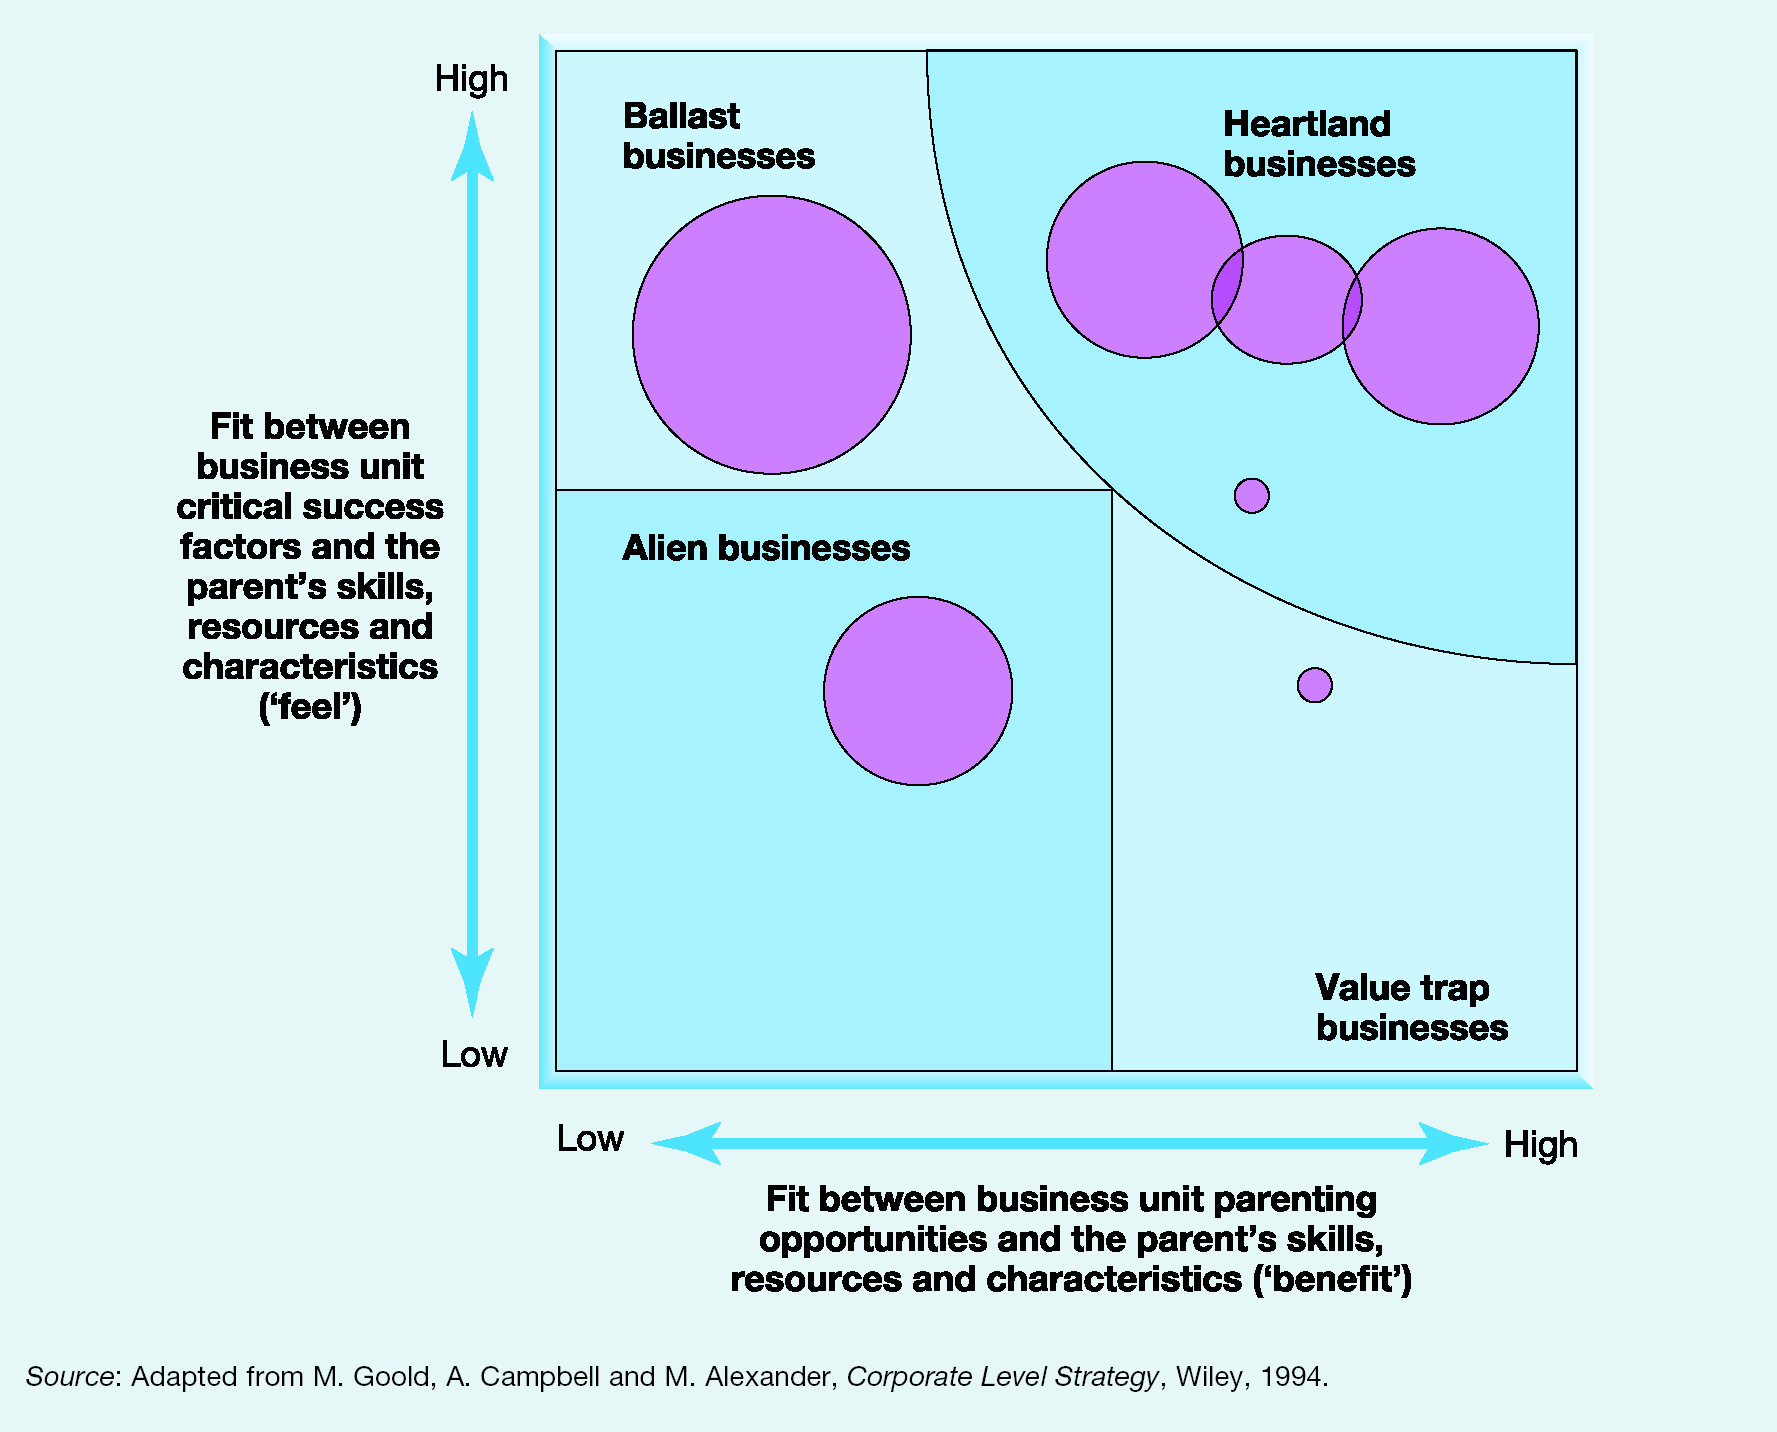 High
Ballast
businesses
Heartland
businesses
Fit between
business unit
critical success
factors and the
parent’s skills,
resources and
characteristics
(‘feel’)
Alien businesses
Value trap
businesses
Low
Low
High
Fit between business unit parenting
opportunities and the parent’s skills,
resources and characteristics (‘benefit’)
Source: Adapted from M. Goold, A. Campbell and M. Alexander, Corporate Level Strategy, Wiley, 1994.